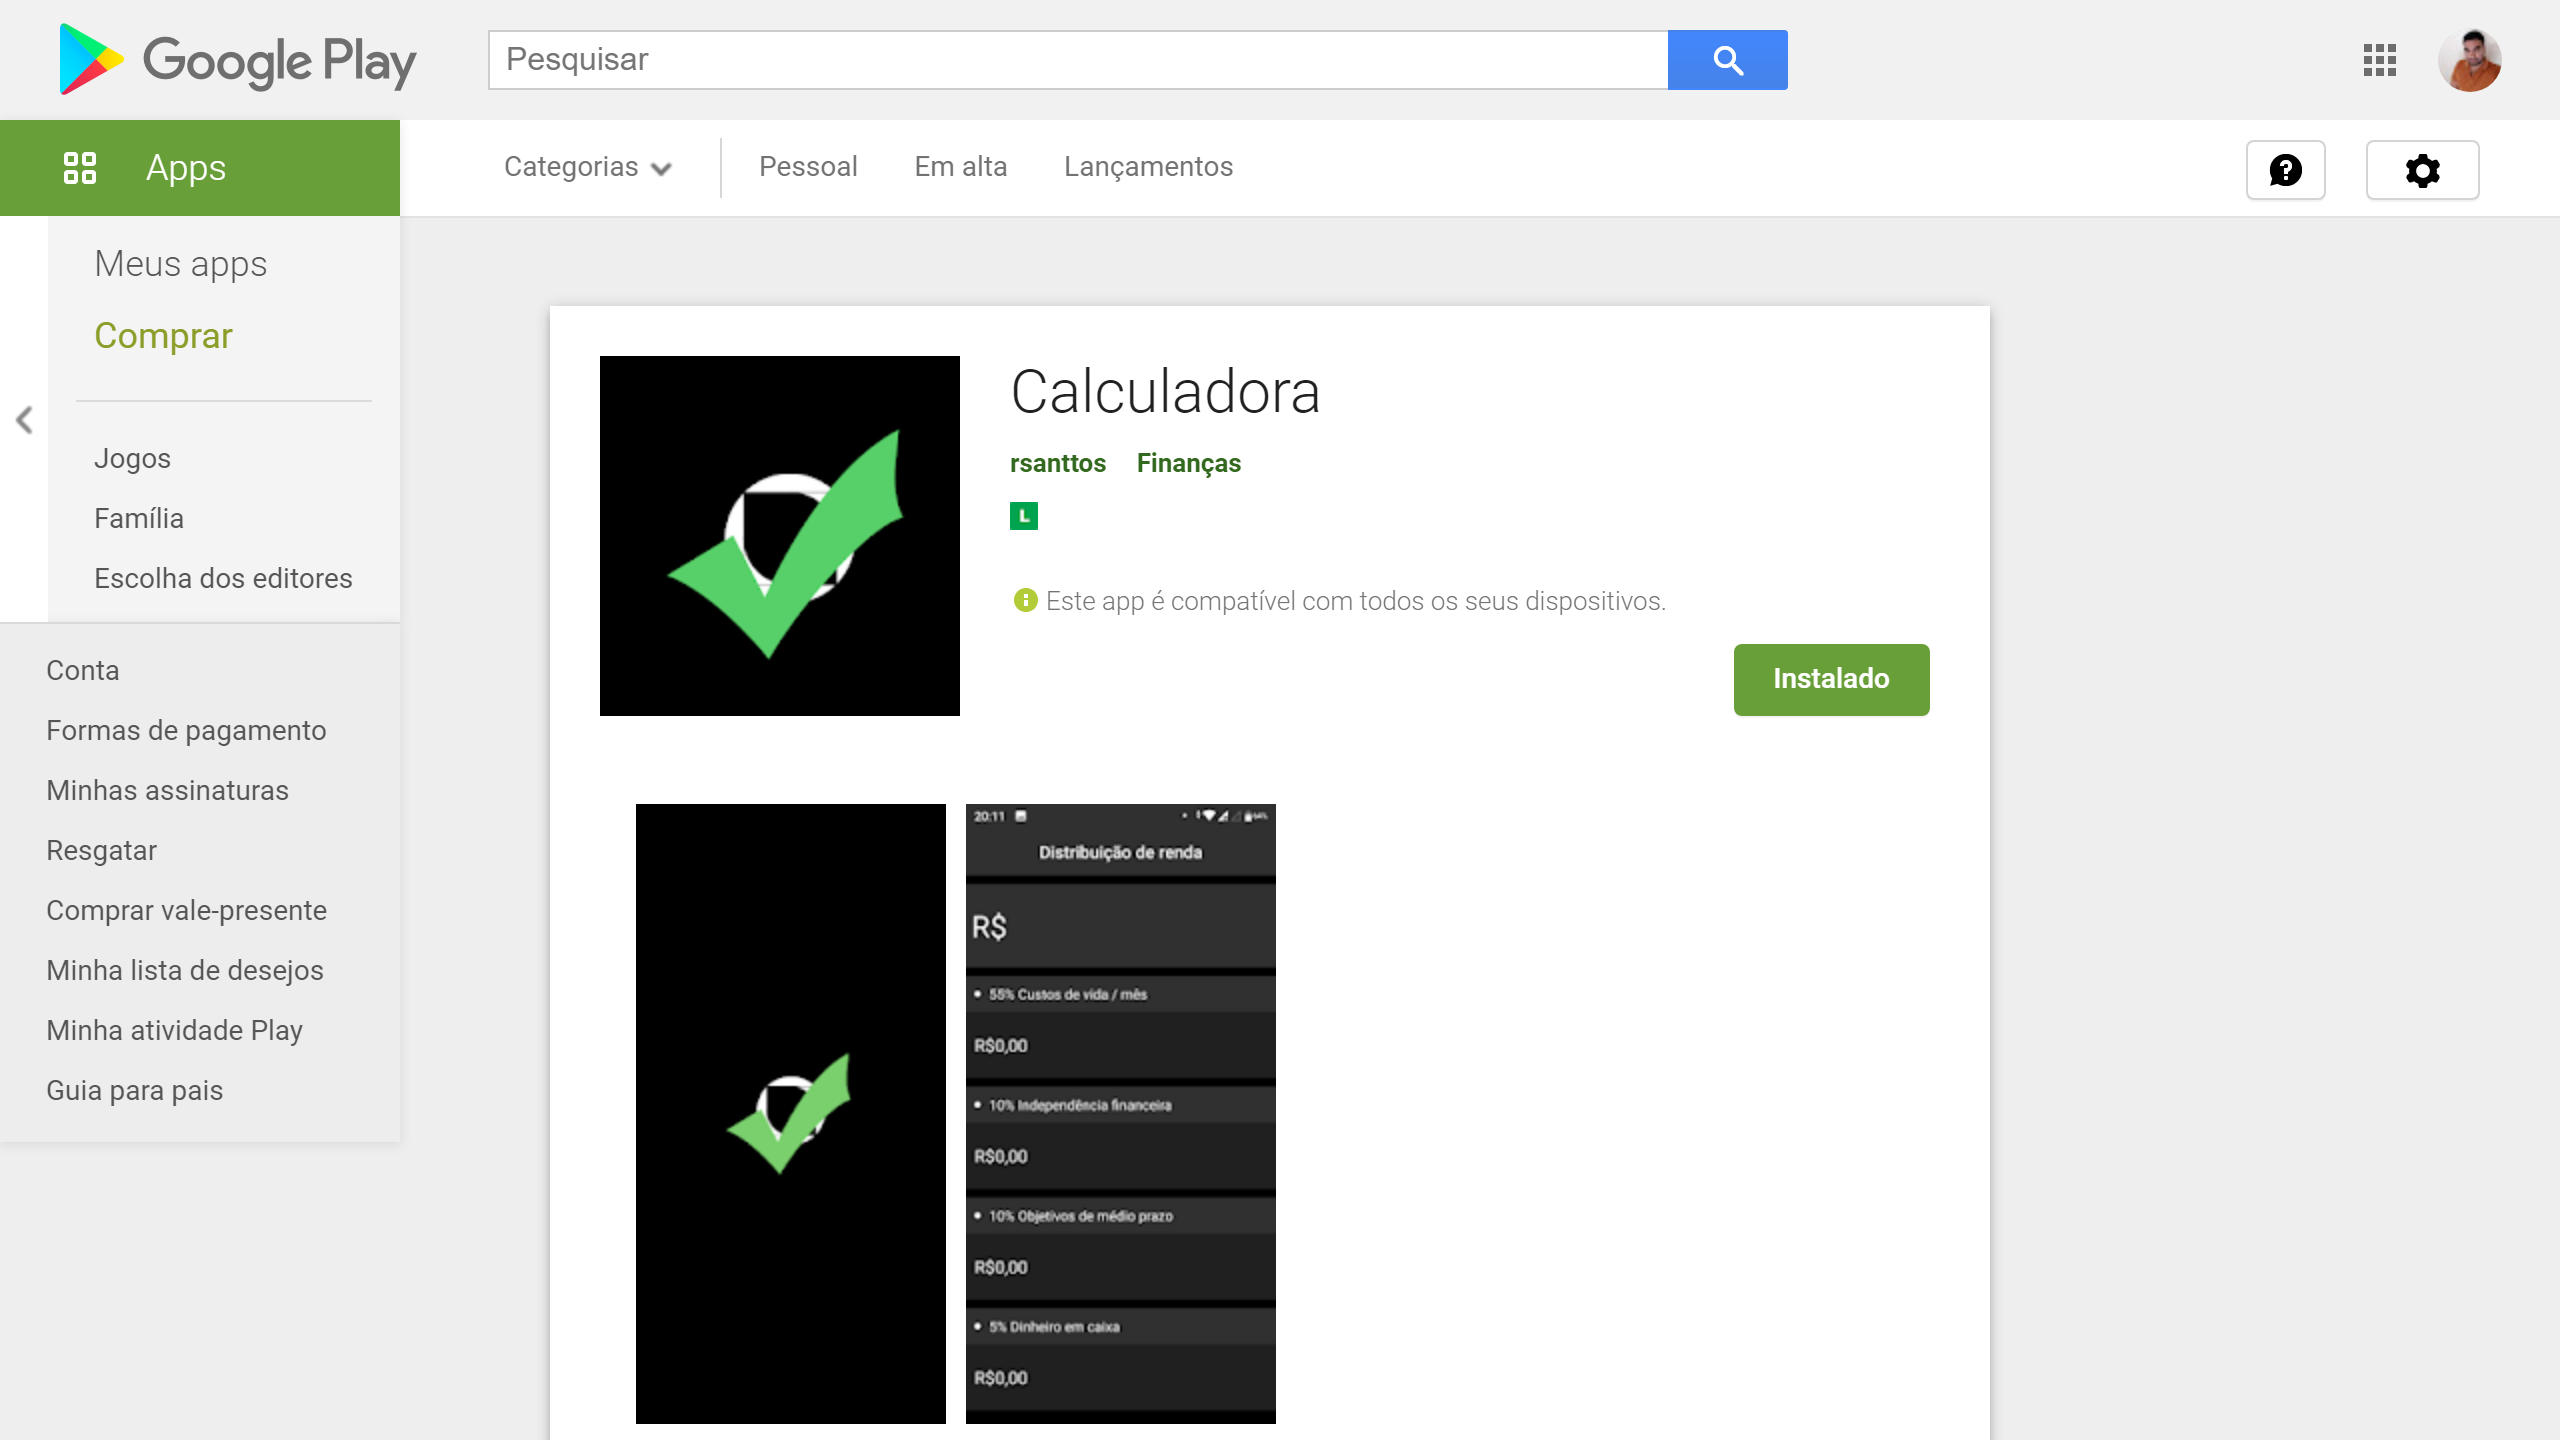 Google Play
Pesquisar
Apps
Categorias
Pessoal
Em alta
Lançamentos
Meus apps
Comprar
Jogos
Família
Escolha dos editores
Conta
Formas de pagamento
Minhas assinaturas
Resgatar
Comprar vale-presente
Minha lista de desejos
Minha atividade Play
Guia para pais
Calculadora
rsanttos Finanças
L
Este app é compatível com todos os seus dispositivos.
Instalado
20:11
Distribuição de renda
R$
• 55% Custos de vida / mês
R$0,00
• 10% Independência financeira
R$0,00
• 10% Objetivos de médio prazo
R$0,00
• 5% Dinheiro em caixa
R$0,00